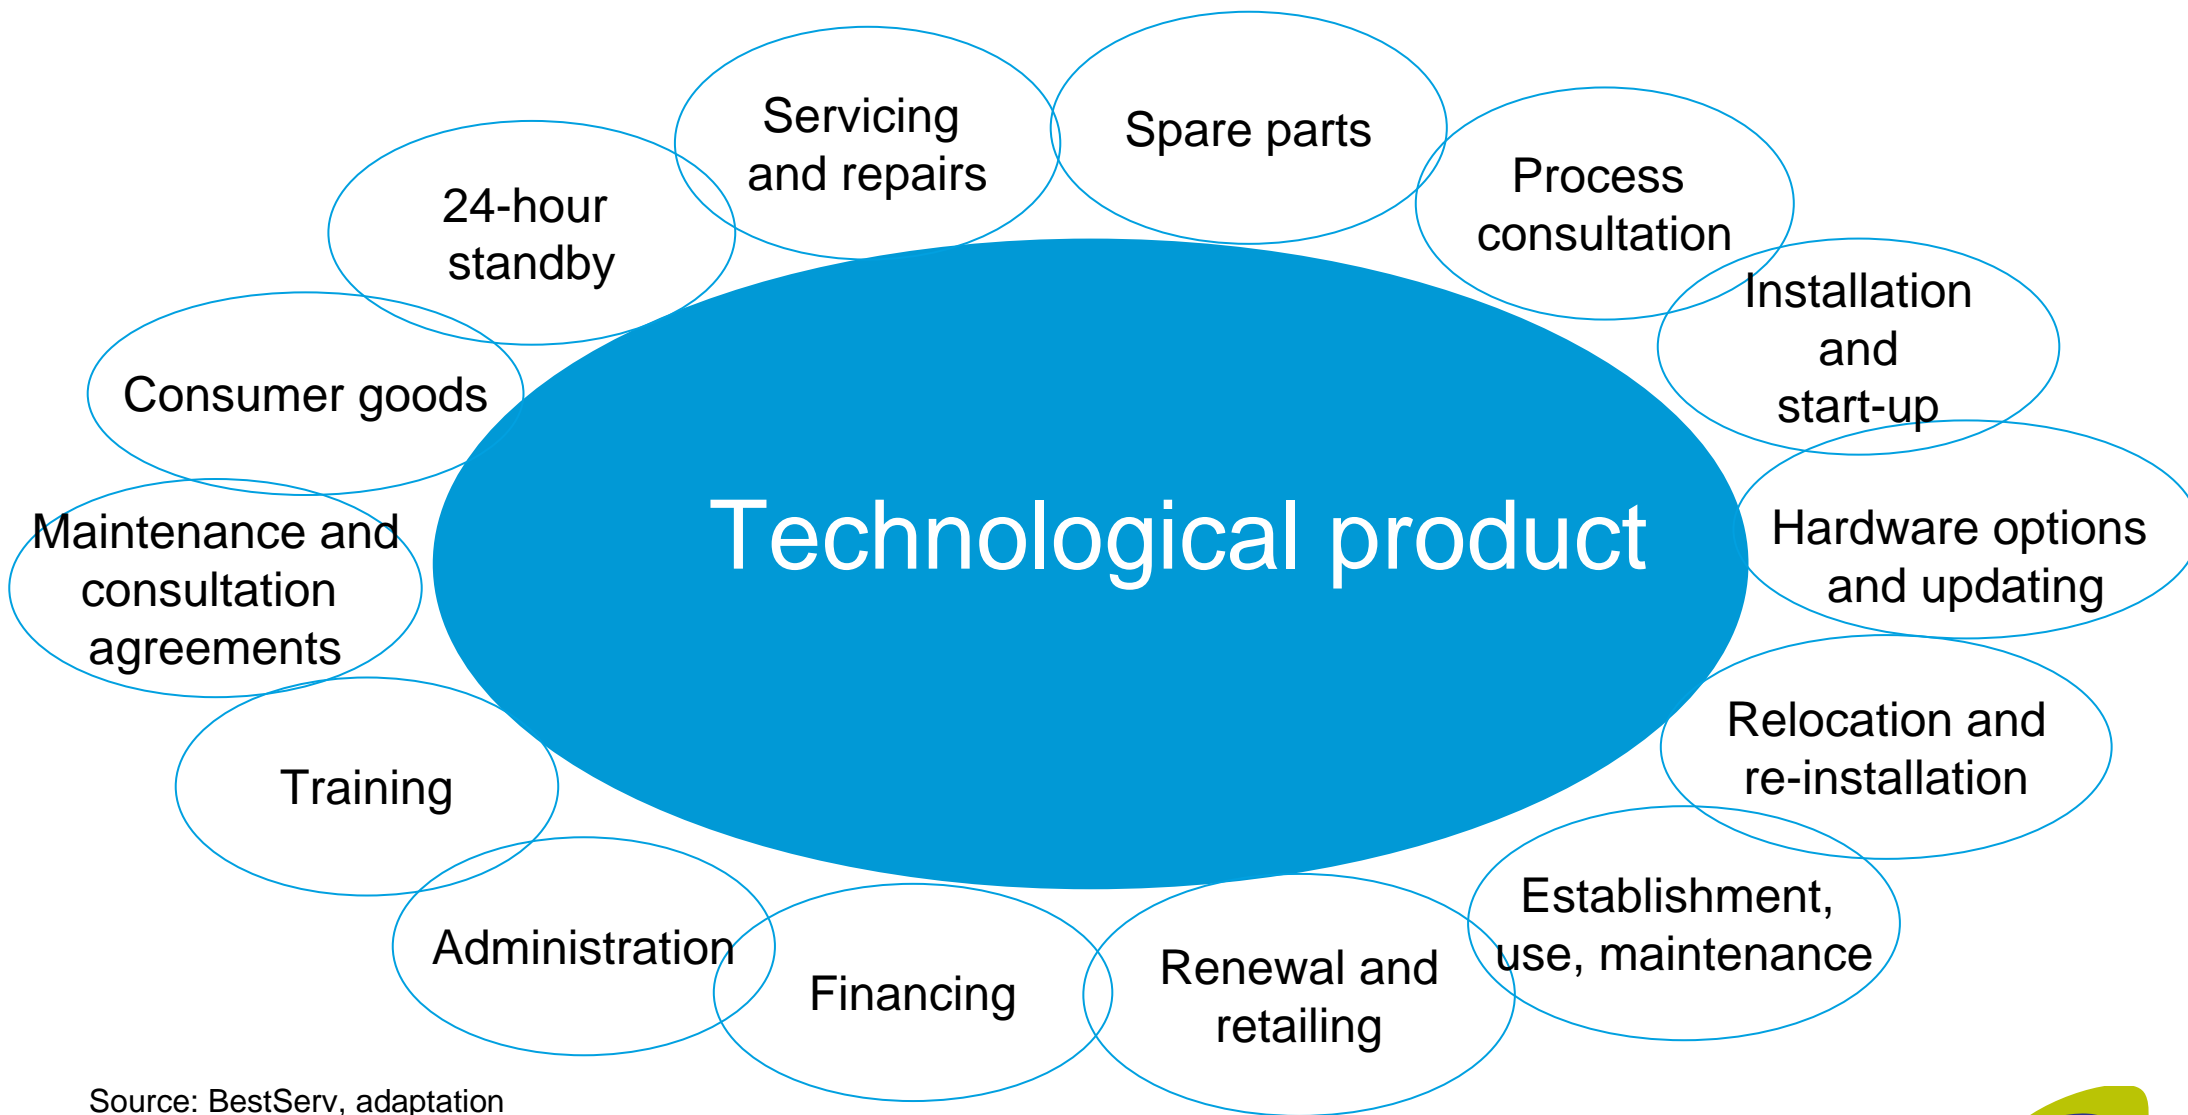 Servicing
and repairs
Spare parts
Process
consultation
Installation
and
start-up
Hardware options
and updating
Relocation and
re-installation
Establishment,
use, maintenance
Renewal and
retailing
Financing
Administration
Training
Maintenance and
consultation
agreements
Consumer goods
24-hour
standby
Technological product
Source: BestServ, adaptation